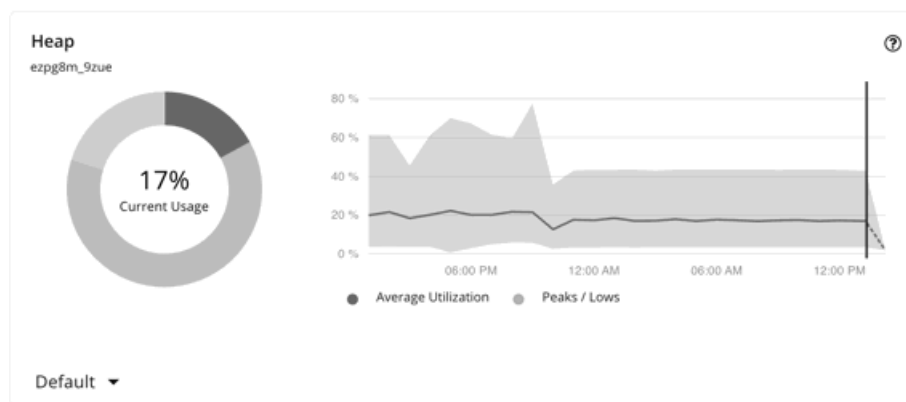 Heap
ezpg8m_9zue
17%
Current Usage
80 %
60 %
40 %
20 %
0 %
06:00 PM 12:00 AM 06:00 AM 12:00 PM
Average Utilization Peaks / Lows
Default